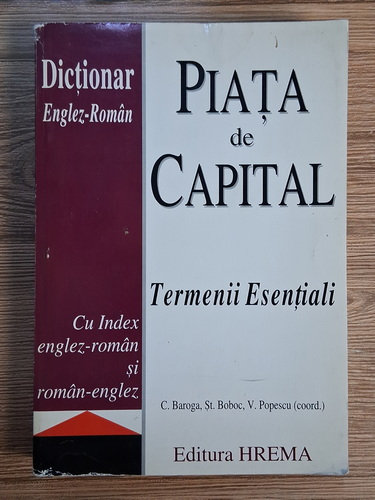 Dicționar
Englez-Român
PIAȚA
de
CAPITAL
Termenii Esențiali
Cu Index
englez-român
și
român-englez
C. Baroga, Șt. Boboc, V. Popescu (coord.)
Editura HREMA